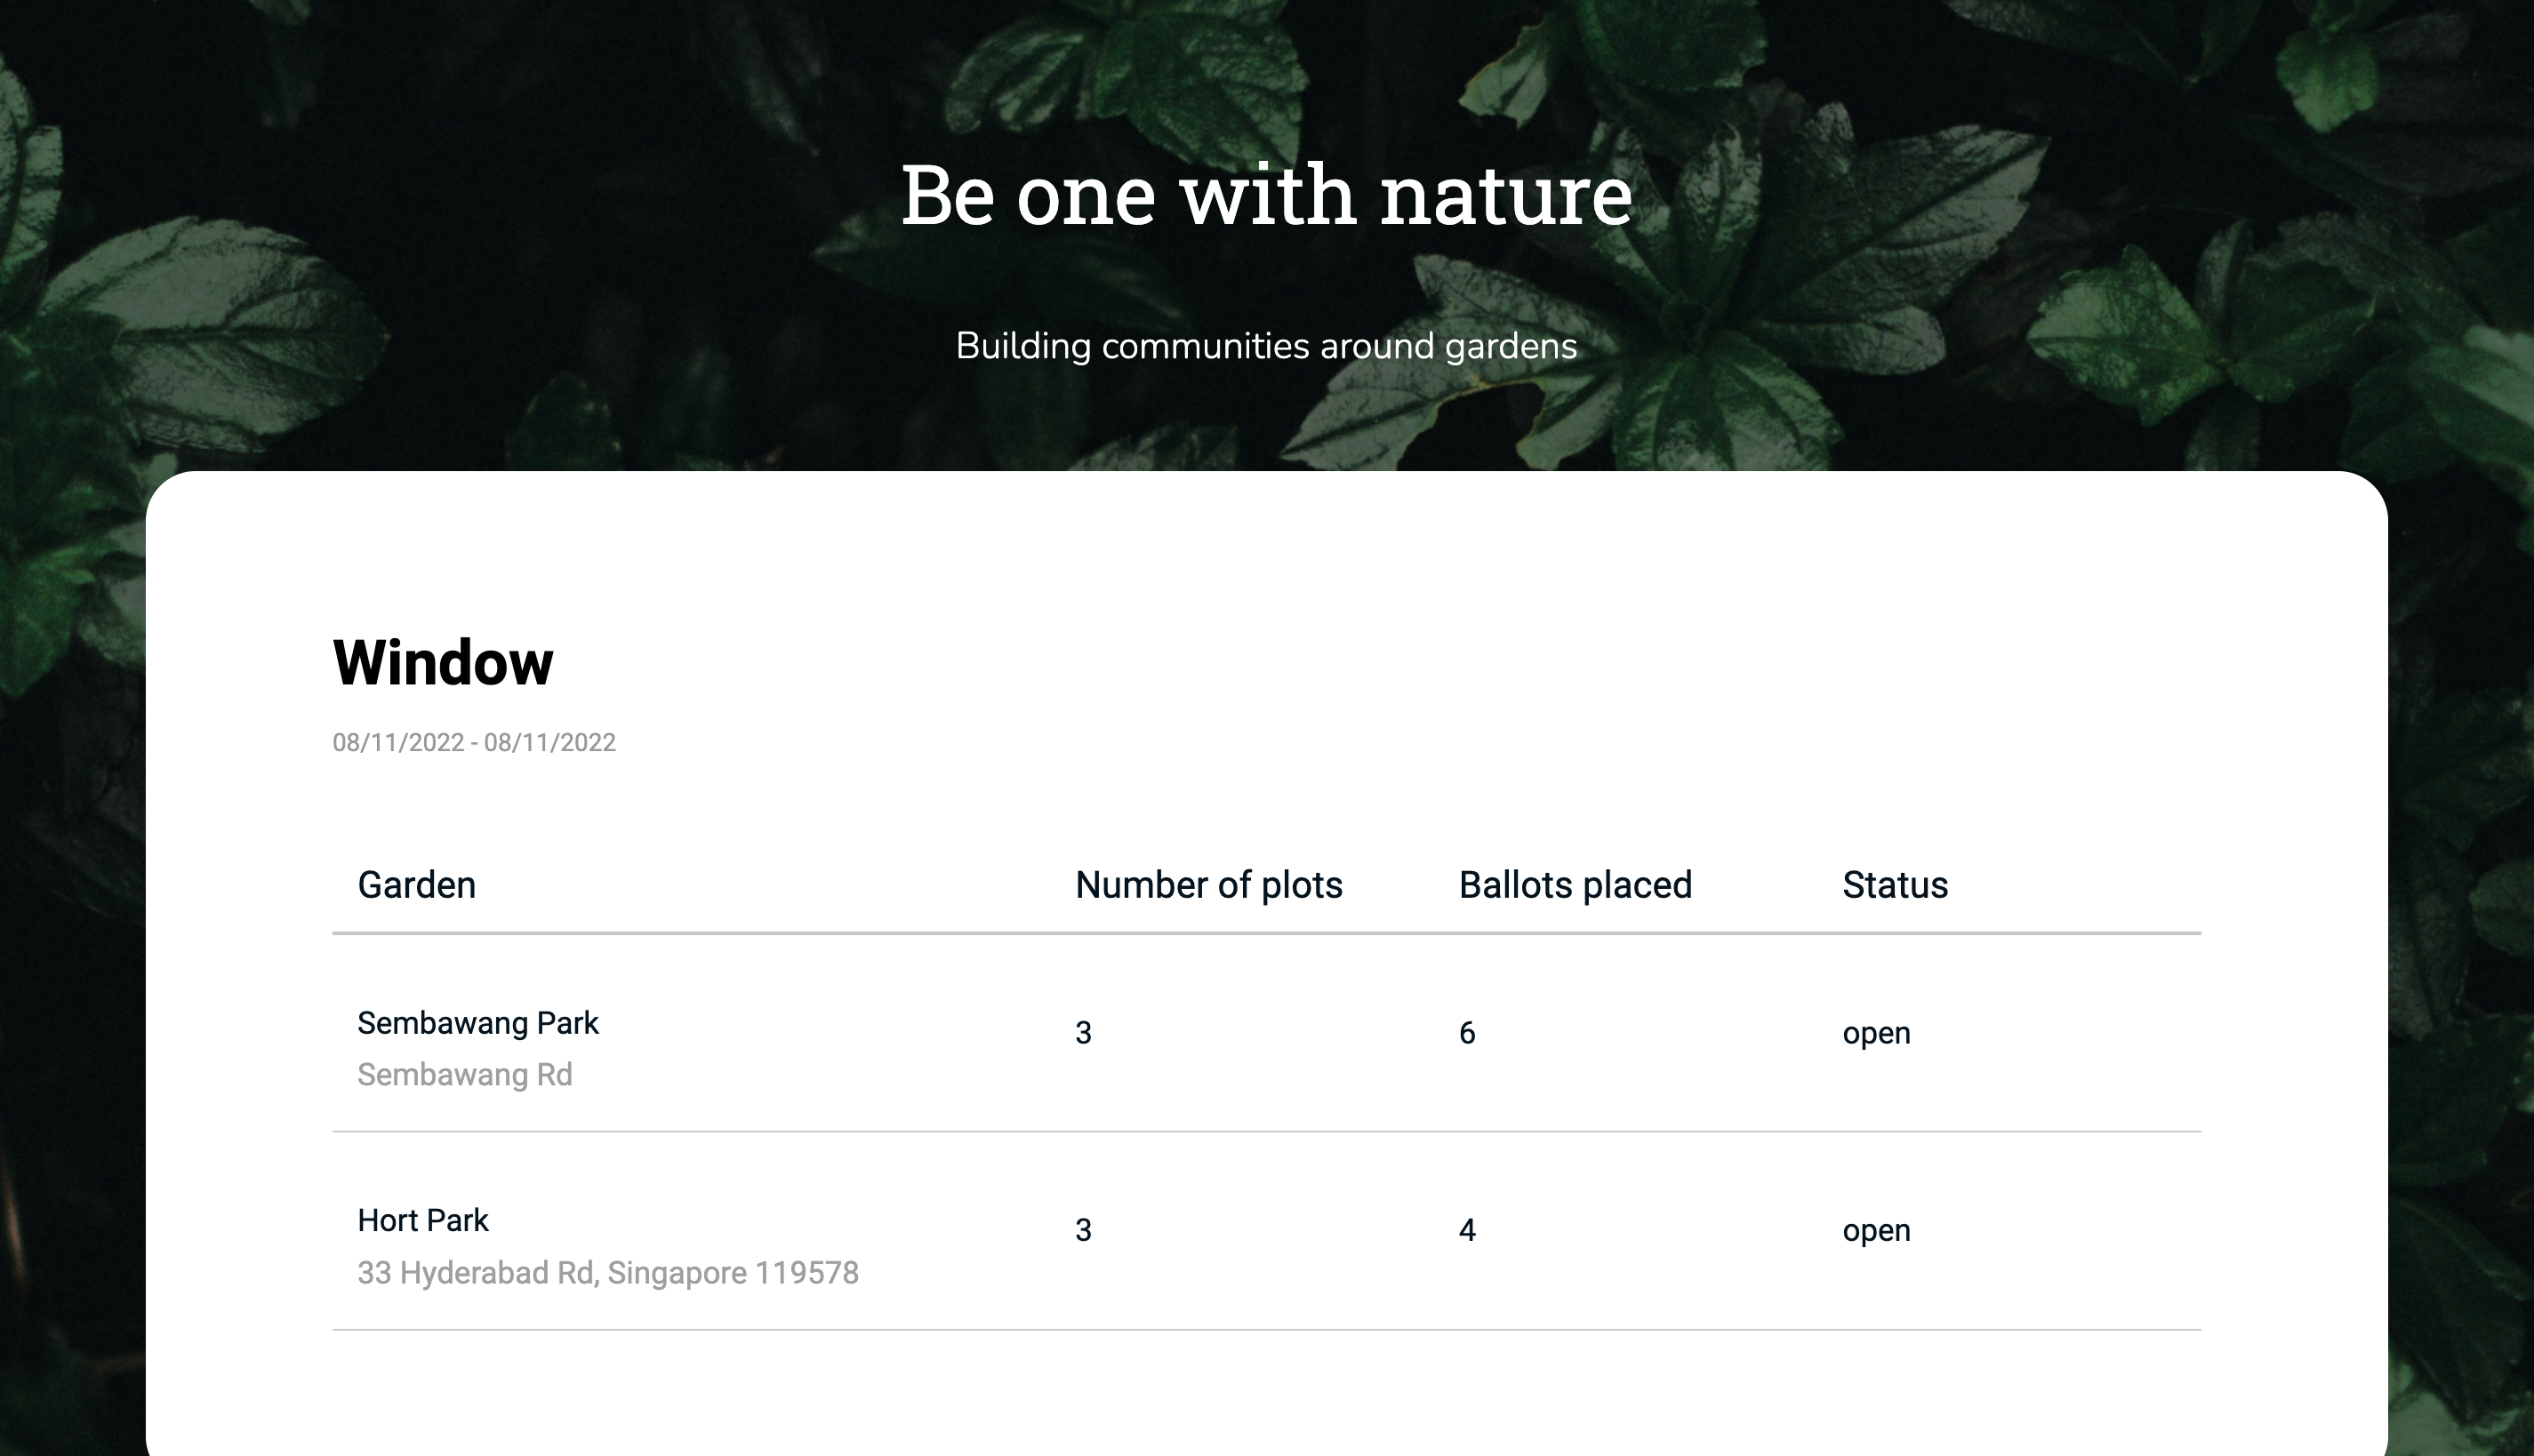 Be one with nature
Building communities around gardens
Window
08/11/2022 - 08/11/2022
Garden Number of plots Ballots placed Status
Sembawang Park 3 6 open
Sembawang Rd
Hort Park 3 4 open
33 Hyderabad Rd, Singapore 119578